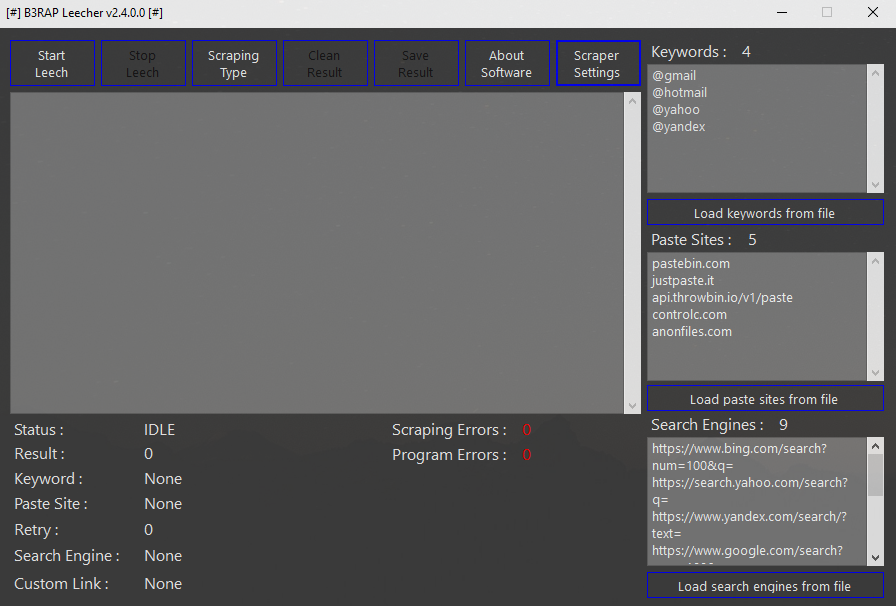 [#] B3RAP Leecher v2.4.0.0 [#]
Start Leech
Stop Leech
Scraping Type
Clean Result
Save Result
About Software
Scraper Settings
Keywords : 4
@gmail
@hotmail
@yahoo
@yandex
Load keywords from file
Paste Sites : 5
pastebin.com
justpaste.it
api.throwbin.io/v1/paste
controlc.com
anonfiles.com
Load paste sites from file
Status : IDLE
Result : 0
Keyword : None
Paste Site : None
Retry : 0
Search Engine : None
Custom Link : None
Scraping Errors : 0
Program Errors : 0
Search Engines : 9
https://www.bing.com/search?
num=100&q=
https://search.yahoo.com/search?
q=
https://www.yandex.com/search/?
text=
https://www.google.com/search?
Load search engines from file